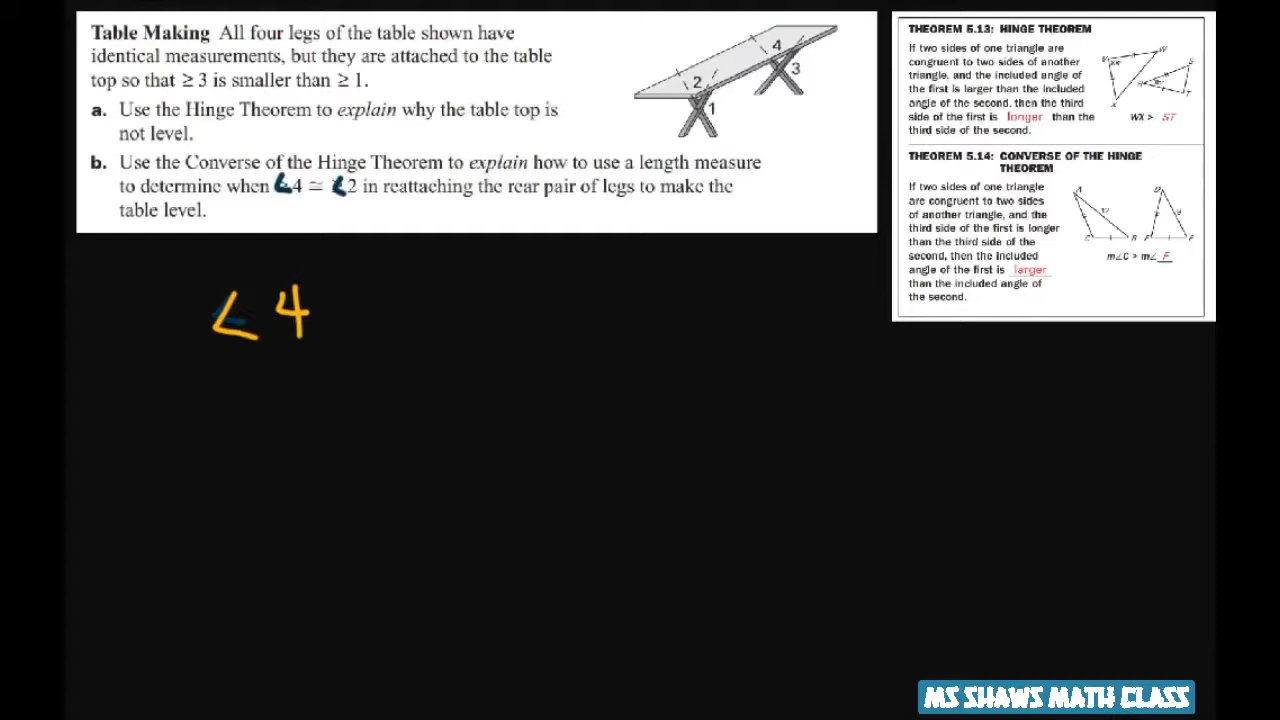 Table Making All four legs of the table shown have
identical measurements, but they are attached to the table
top so that ≥ 3 is smaller than ≥ 1.
a. Use the Hinge Theorem to explain why the table top is
not level.
b. Use the Converse of the Hinge Theorem to explain how to use a length measure
to determine when ∠4 ≅ ∠2 in reattaching the rear pair of legs to make the
table level.
2
1
4
3
THEOREM 5.13: HINGE THEOREM
If two sides of one triangle are
congruent to two sides of another
triangle, and the included angle of
the first is larger than the included
angle of the second, then the third
side of the first is longer than the
third side of the second.
V
W
X
R
S
T
WX > ST
THEOREM 5.14: CONVERSE OF THE HINGE
THEOREM
If two sides of one triangle
are congruent to two sides
of another triangle, and the
third side of the first is longer
than the third side of the
second, then the included
angle of the first is larger
than the included angle of
the second.
A
C
B
D
F
m∠C > m∠ F
∠ 4
MS SHAWS MATH CLASS